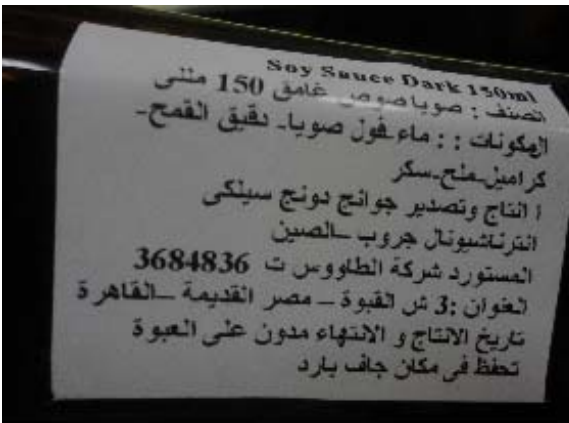 Soy Sauce Dark 150ml
الصنف : صويا صوص غامق 150 مللى
المكونات : : ماء فول صويا- دقيق القمح-
كراميل-ملح-سكر
ا انتاج وتصدير جوانج دونج سيلكى
انترناشيونال جروب –الصين
المستورد شركة الطاووس ت 3684836
العنوان :3 ش القبوة – مصر القديمة –القاهرة
تاريخ الانتاج و الانتهاء مدون على العبوة
تحفظ فى مكان جاف بارد